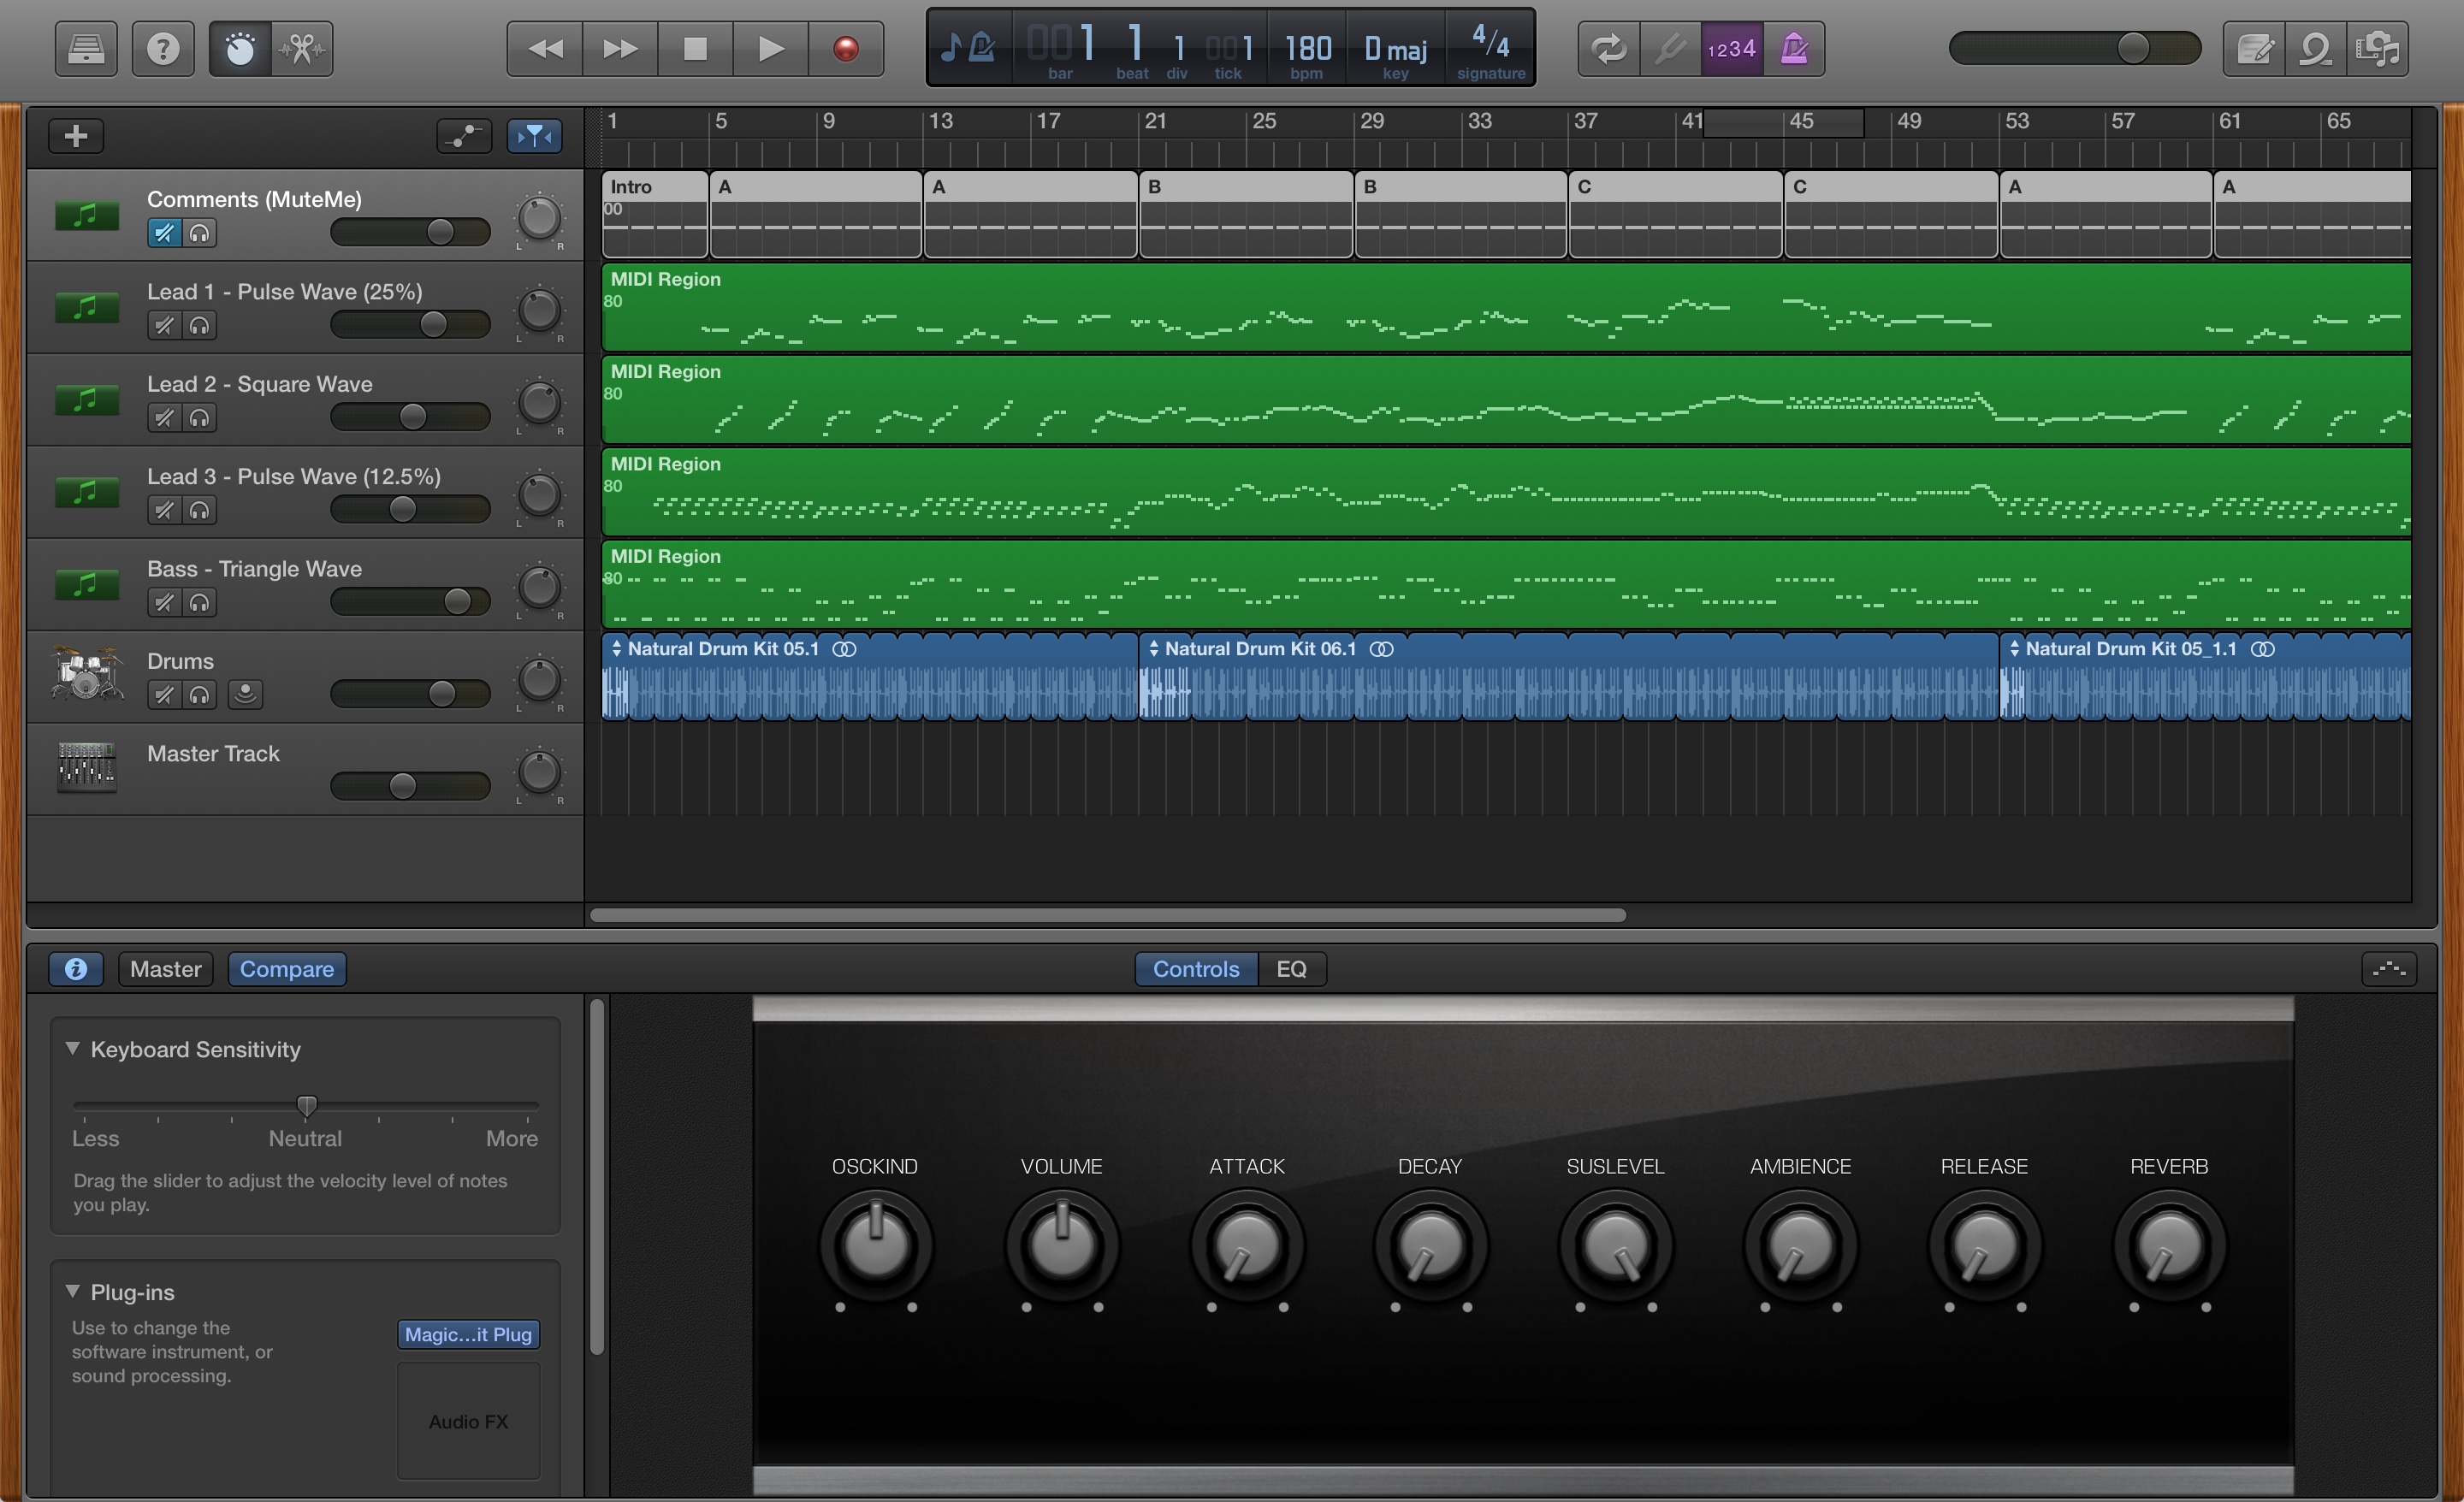 001 1 1 001 180 D maj 4/4
bar beat div tick bpm key signature
1234
1 5 9 13 17 21 25 29 33 37 41 45 49 53 57 61 65
Comments (MuteMe)
L R
Intro A A B B C C A A
00
Lead 1 - Pulse Wave (25%)
L R
MIDI Region
80
Lead 2 - Square Wave
L R
MIDI Region
80
Lead 3 - Pulse Wave (12.5%)
L R
MIDI Region
80
Bass - Triangle Wave
L R
MIDI Region
80
Drums
L R
Natural Drum Kit 05.1 Natural Drum Kit 06.1 Natural Drum Kit 05_1.1
Master Track
L R
Master Compare Controls EQ
Keyboard Sensitivity
Less Neutral More
Drag the slider to adjust the velocity level of notes
you play.
Plug-ins
Use to change the
software instrument, or
sound processing.
Magic...it Plug
Audio FX
OSCKIND VOLUME ATTACK DECAY SUSLEVEL AMBIENCE RELEASE REVERB